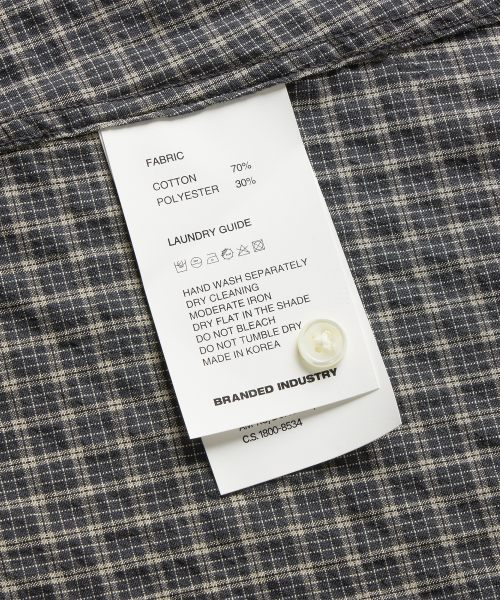 FABRIC
COTTON 70%
POLYESTER 30%
LAUNDRY GUIDE
HAND WASH SEPARATELY
DRY CLEANING
MODERATE IRON
DRY FLAT IN THE SHADE
DO NOT BLEACH
DO NOT TUMBLE DRY
MADE IN KOREA
BRANDED INDUSTRY
C.S. 1800-8534